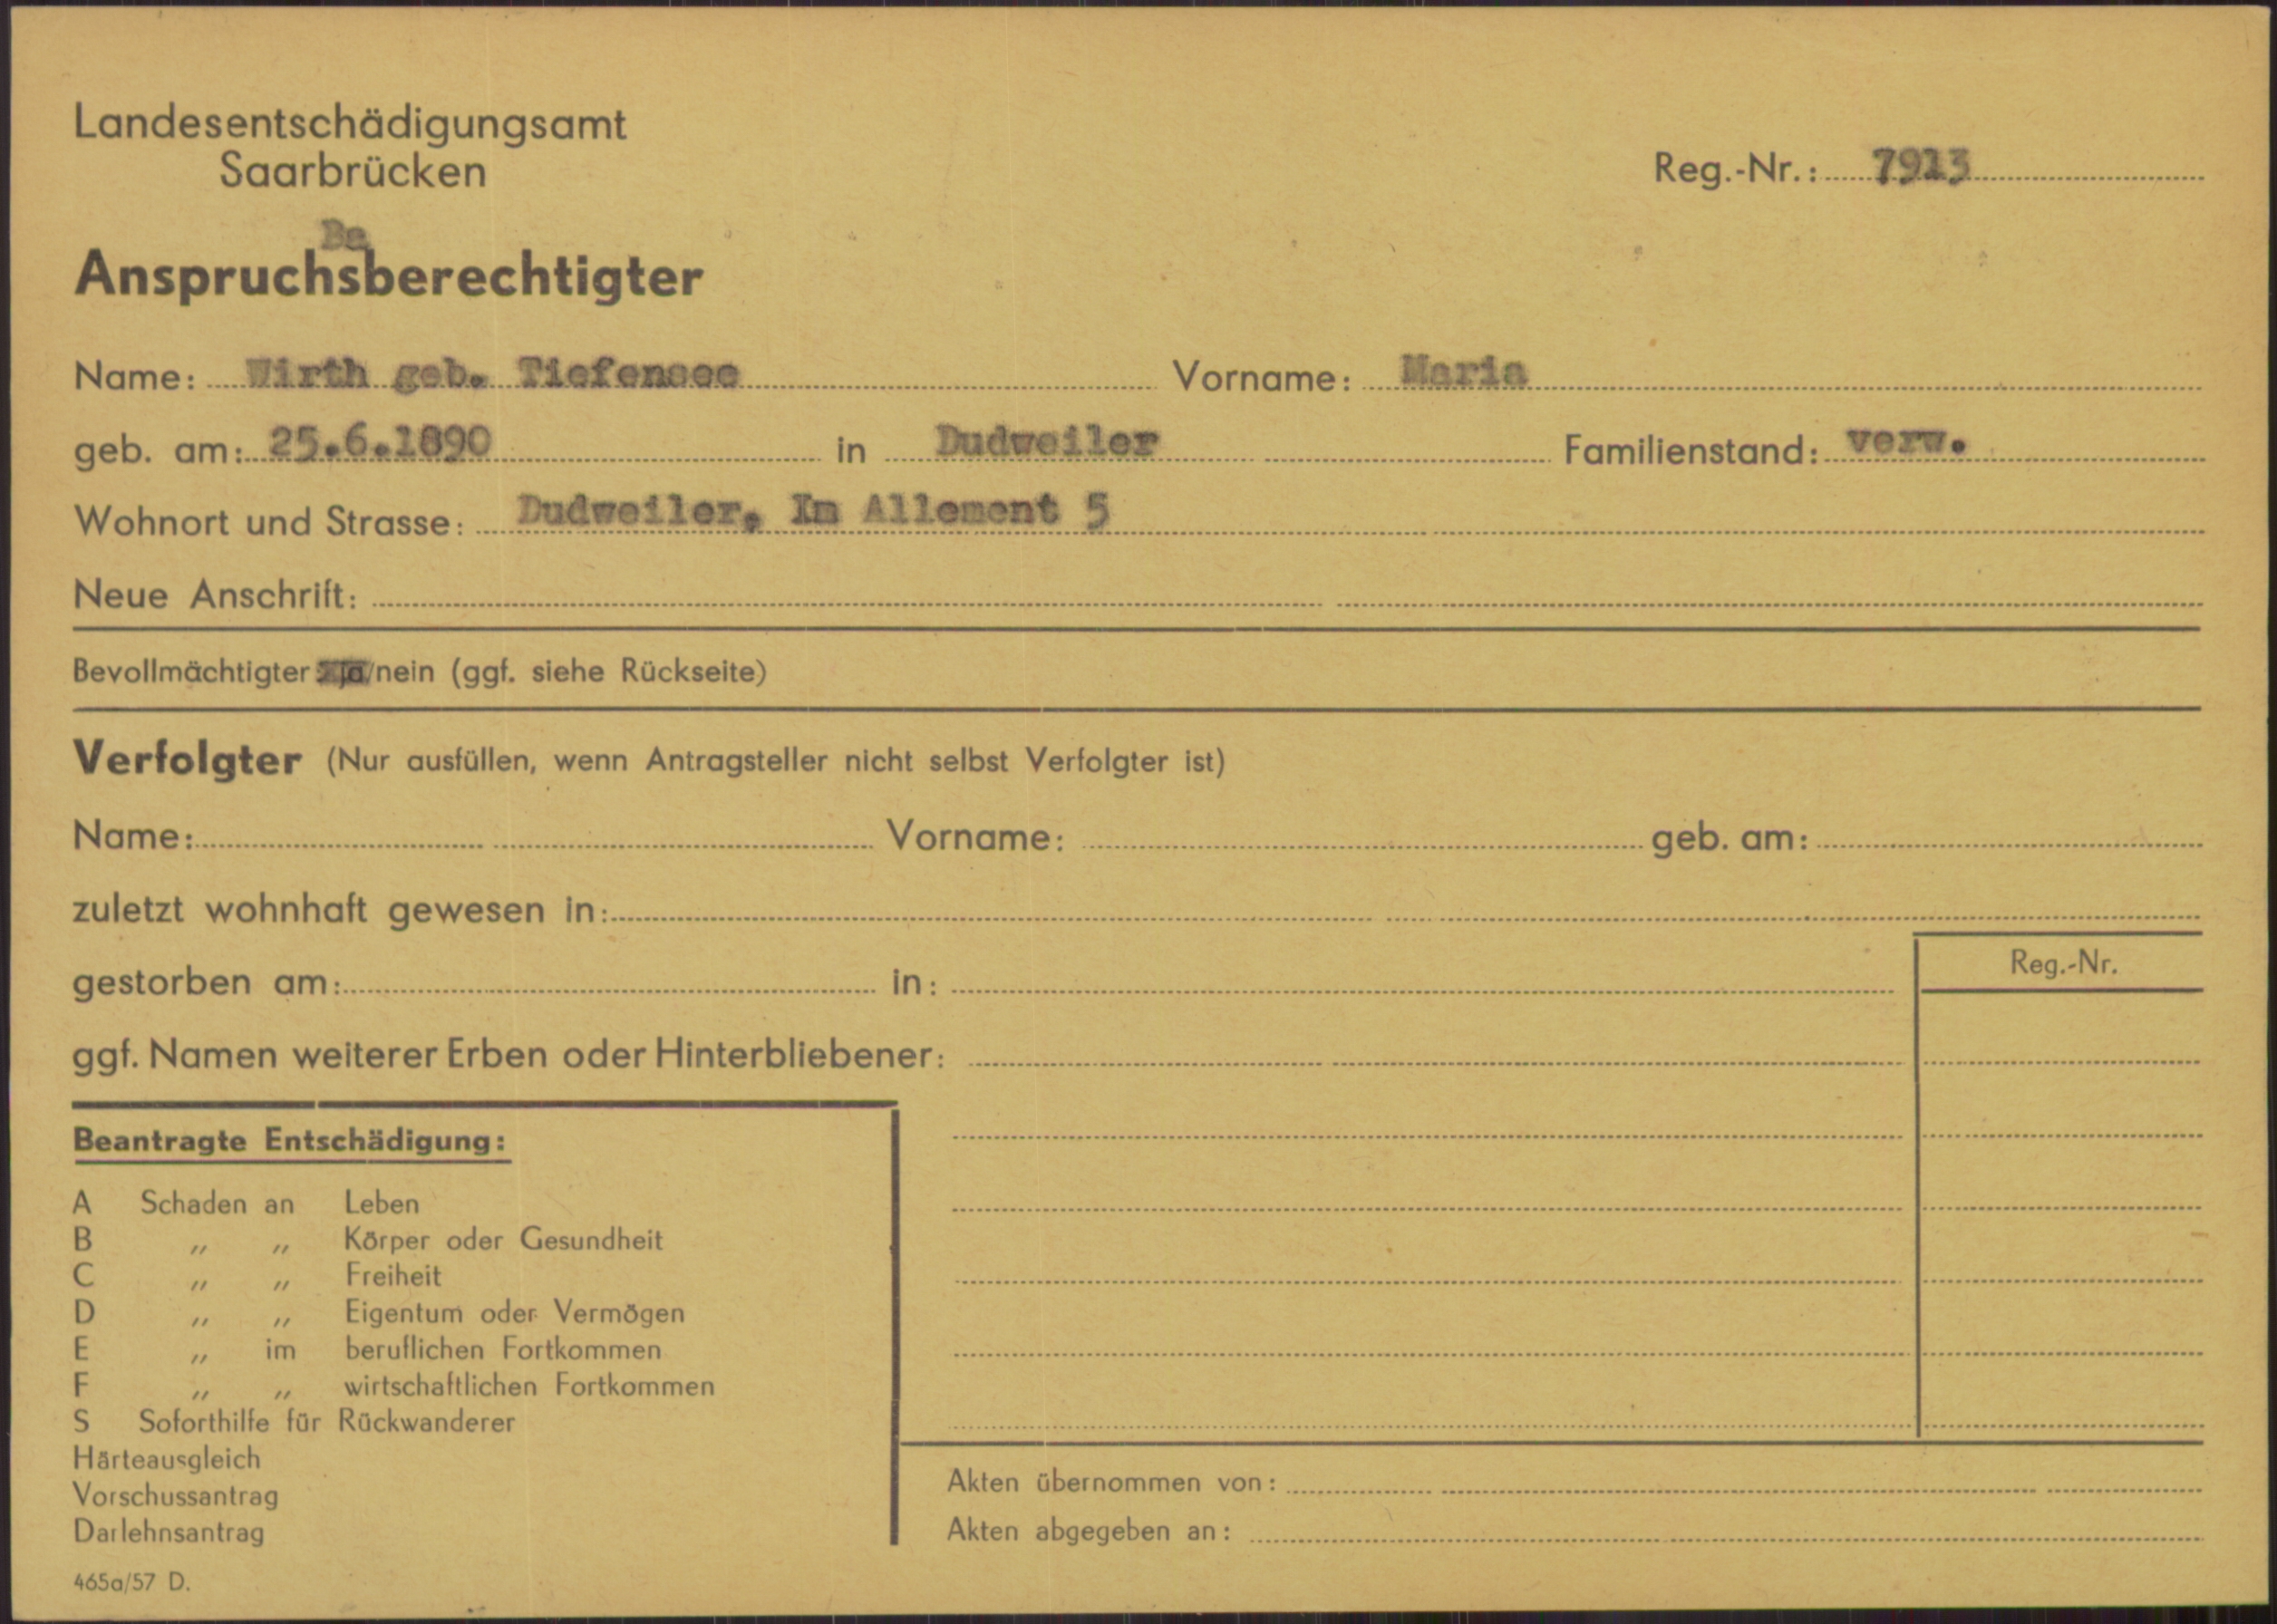 Landesentschädigungsamt
Saarbrücken
Reg.-Nr.: 7913
Ba
Anspruchsberechtigter
Name: Wirth geb. Tiefensee Vorname: Maria
geb. am: 25.6.1890 in Dudweiler Familienstand: verw.
Wohnort und Strasse: Dudweiler, Im Allement 5
Neue Anschrift:
Bevollmächtigter: ja/nein (ggf. siehe Rückseite)
Verfolgter (Nur ausfüllen, wenn Antragsteller nicht selbst Verfolgter ist)
Name: Vorname: geb. am:
zuletzt wohnhaft gewesen in:
gestorben am: in:
Reg.-Nr.
ggf. Namen weiterer Erben oder Hinterbliebener:
Beantragte Entschädigung:
A Schaden an Leben
B „ „ Körper oder Gesundheit
C „ „ Freiheit
D „ „ Eigentum oder Vermögen
E „ im beruflichen Fortkommen
F „ „ wirtschaftlichen Fortkommen
S Soforthilfe für Rückwanderer
Härteausgleich
Vorschussantrag
Darlehnsantrag
Akten übernommen von:
Akten abgegeben an:
465a/57 D.